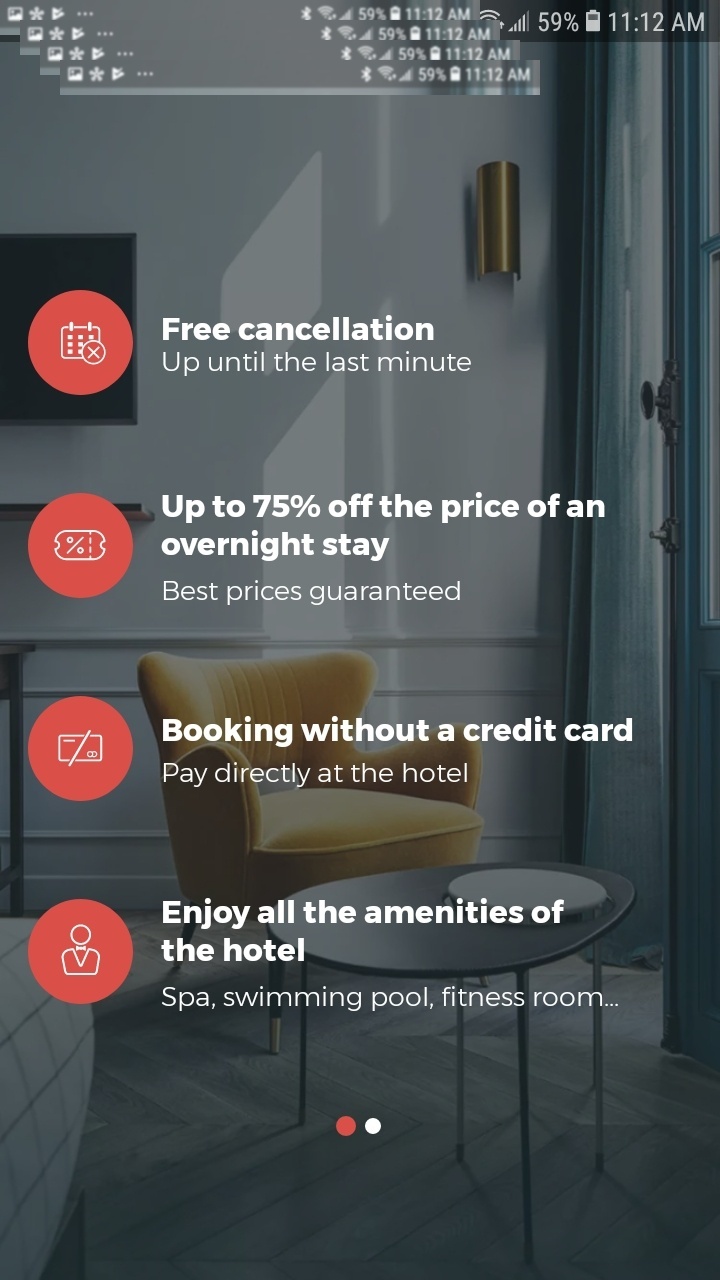 59% 11:12 AM
59% 11:12 AM
59% 11:12 AM
59% 11:12 AM
59% 11:12 AM
Free cancellation
Up until the last minute
Up to 75% off the price of an
overnight stay
Best prices guaranteed
Booking without a credit card
Pay directly at the hotel
Enjoy all the amenities of
the hotel
Spa, swimming pool, fitness room...